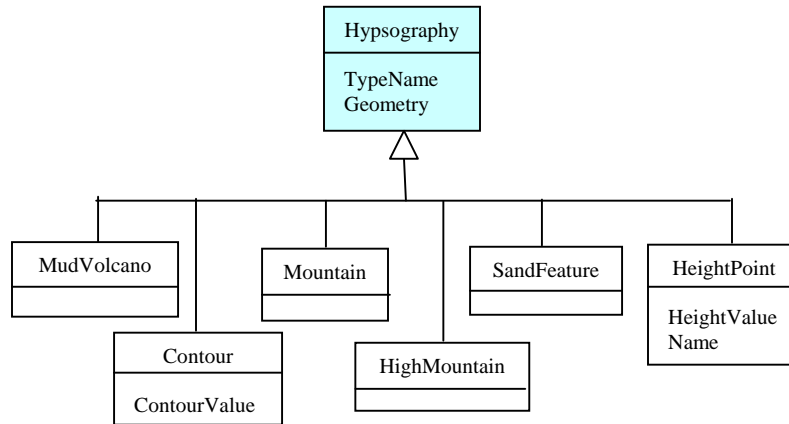 Hypsography
TypeName
Geometry
MudVolcano
Mountain
SandFeature
HeightPoint
HeightValue
Name
Contour
ContourValue
HighMountain